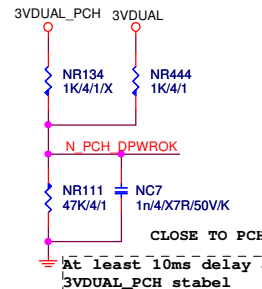 3VDUAL_PCH 3VDUAL
NR134
1K/4/1/X
NR444
1K/4/1
N_PCH_DPWROK
NR111
47K/4/1
NC7
1n/4/X7R/50V/K
CLOSE TO PCH
At least 10ms delay
3VDUAL_PCH stabel